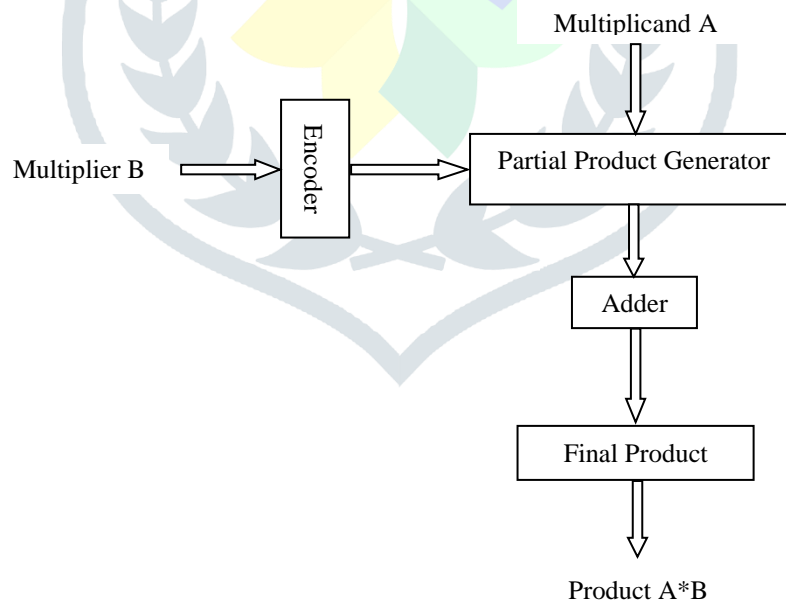 Multiplicand A
Encoder
Multiplier B
Partial Product Generator
Adder
Final Product
Product A*B